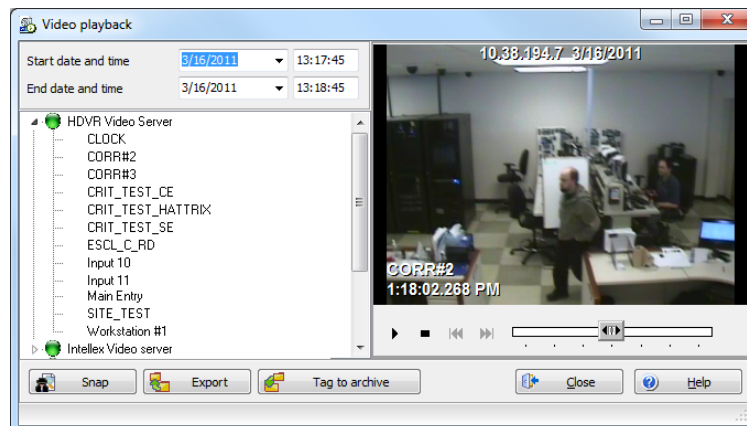 Video playback
Start date and time 3/16/2011 13:17:45
End date and time 3/16/2011 13:18:45
HDVR Video Server
CLOCK
CORR#2
CORR#3
CRIT_TEST_CE
CRIT_TEST_HATTRIX
CRIT_TEST_SE
ESCL_C_RD
Input 10
Input 11
Main Entry
SITE_TEST
Workstation #1
Intellex Video server
10.38.194.7 3/16/2011
CORR#2
1:18:02.268 PM
Snap Export Tag to archive Close Help